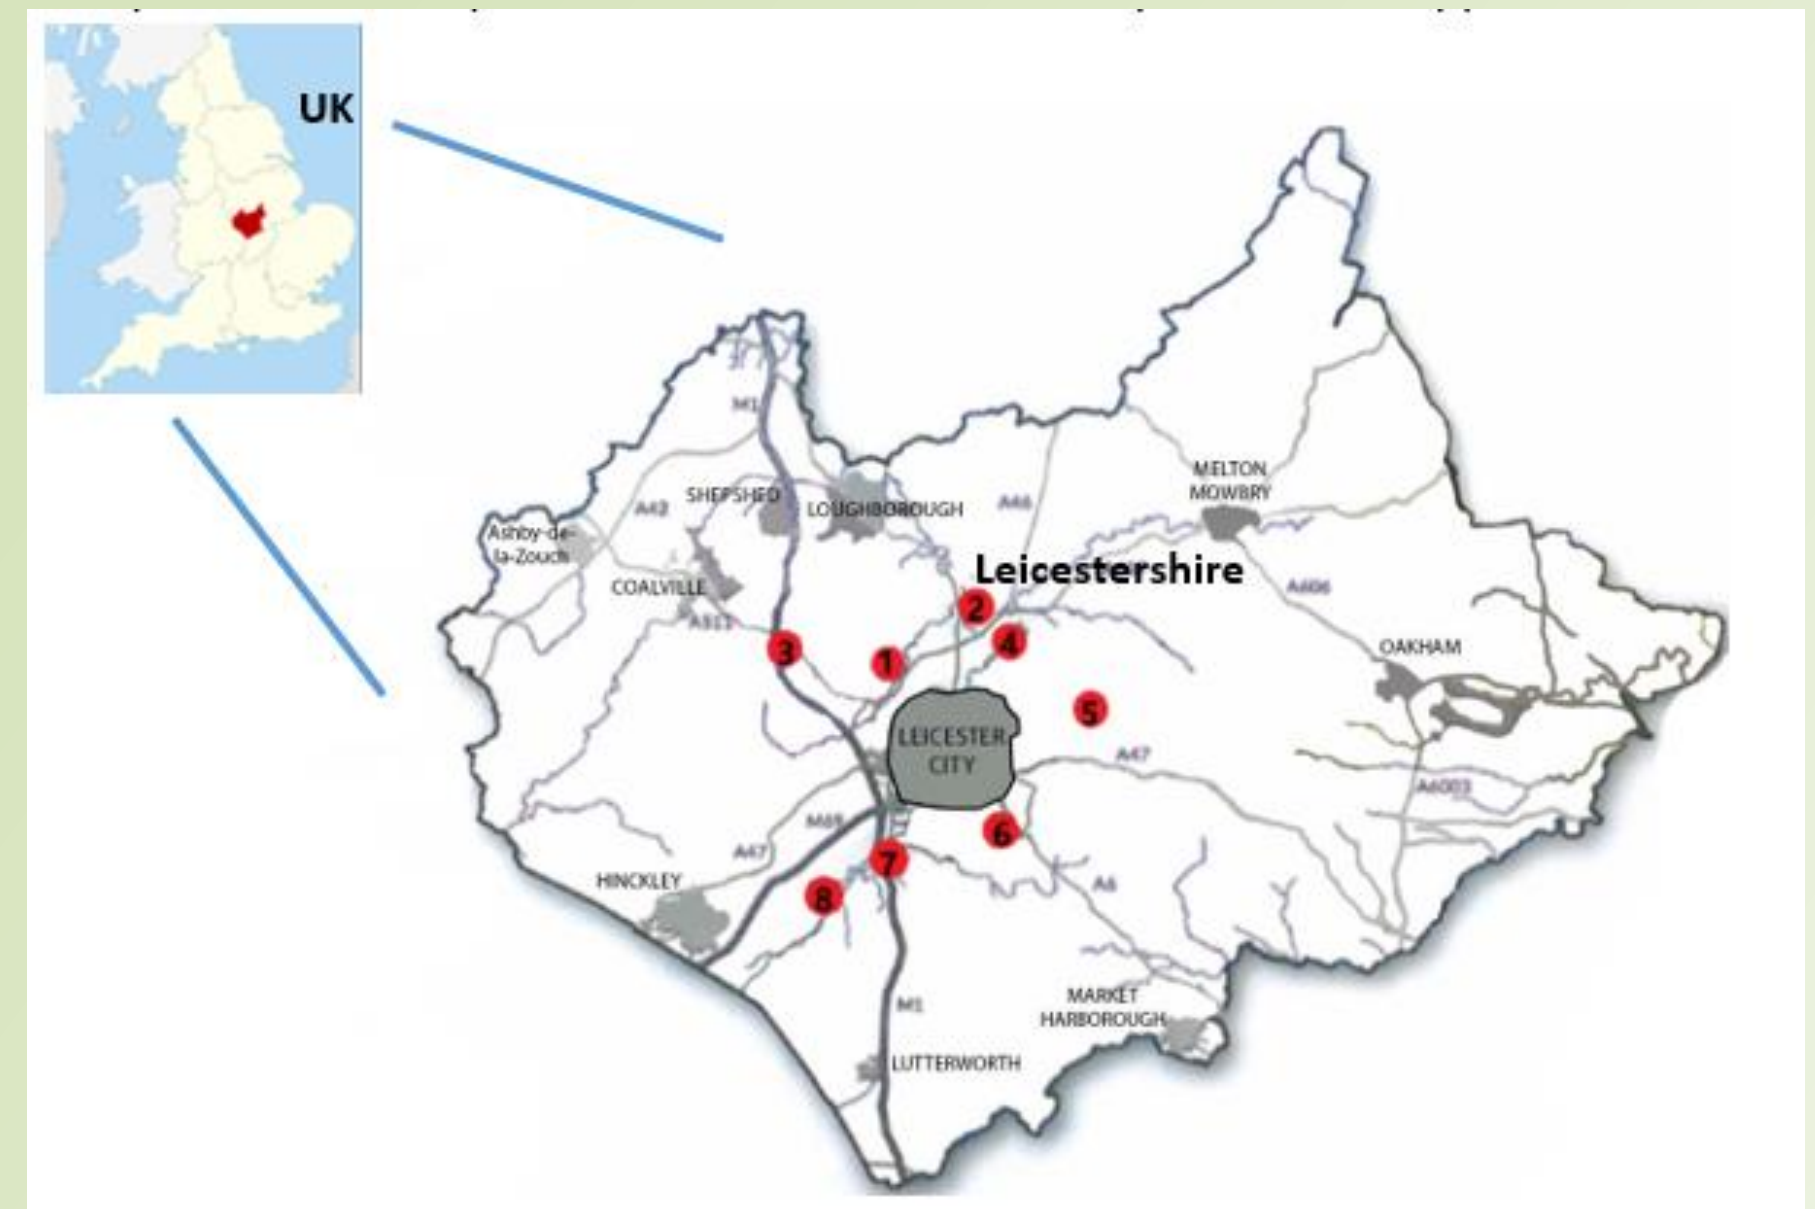 UK
M1
SHEPSHED
LOUGHBOROUGH
A46
MELTON
MOWBRY
A42
Ashby-de-
la-Zouch
COALVILLE
A511
Leicestershire
A606
2
4
3
1
OAKHAM
5
LEICESTER
CITY
A47
A6003
M69
6
A47
7
HINCKLEY
8
A6
M1
MARKET
HARBOROUGH
LUTTERWORTH